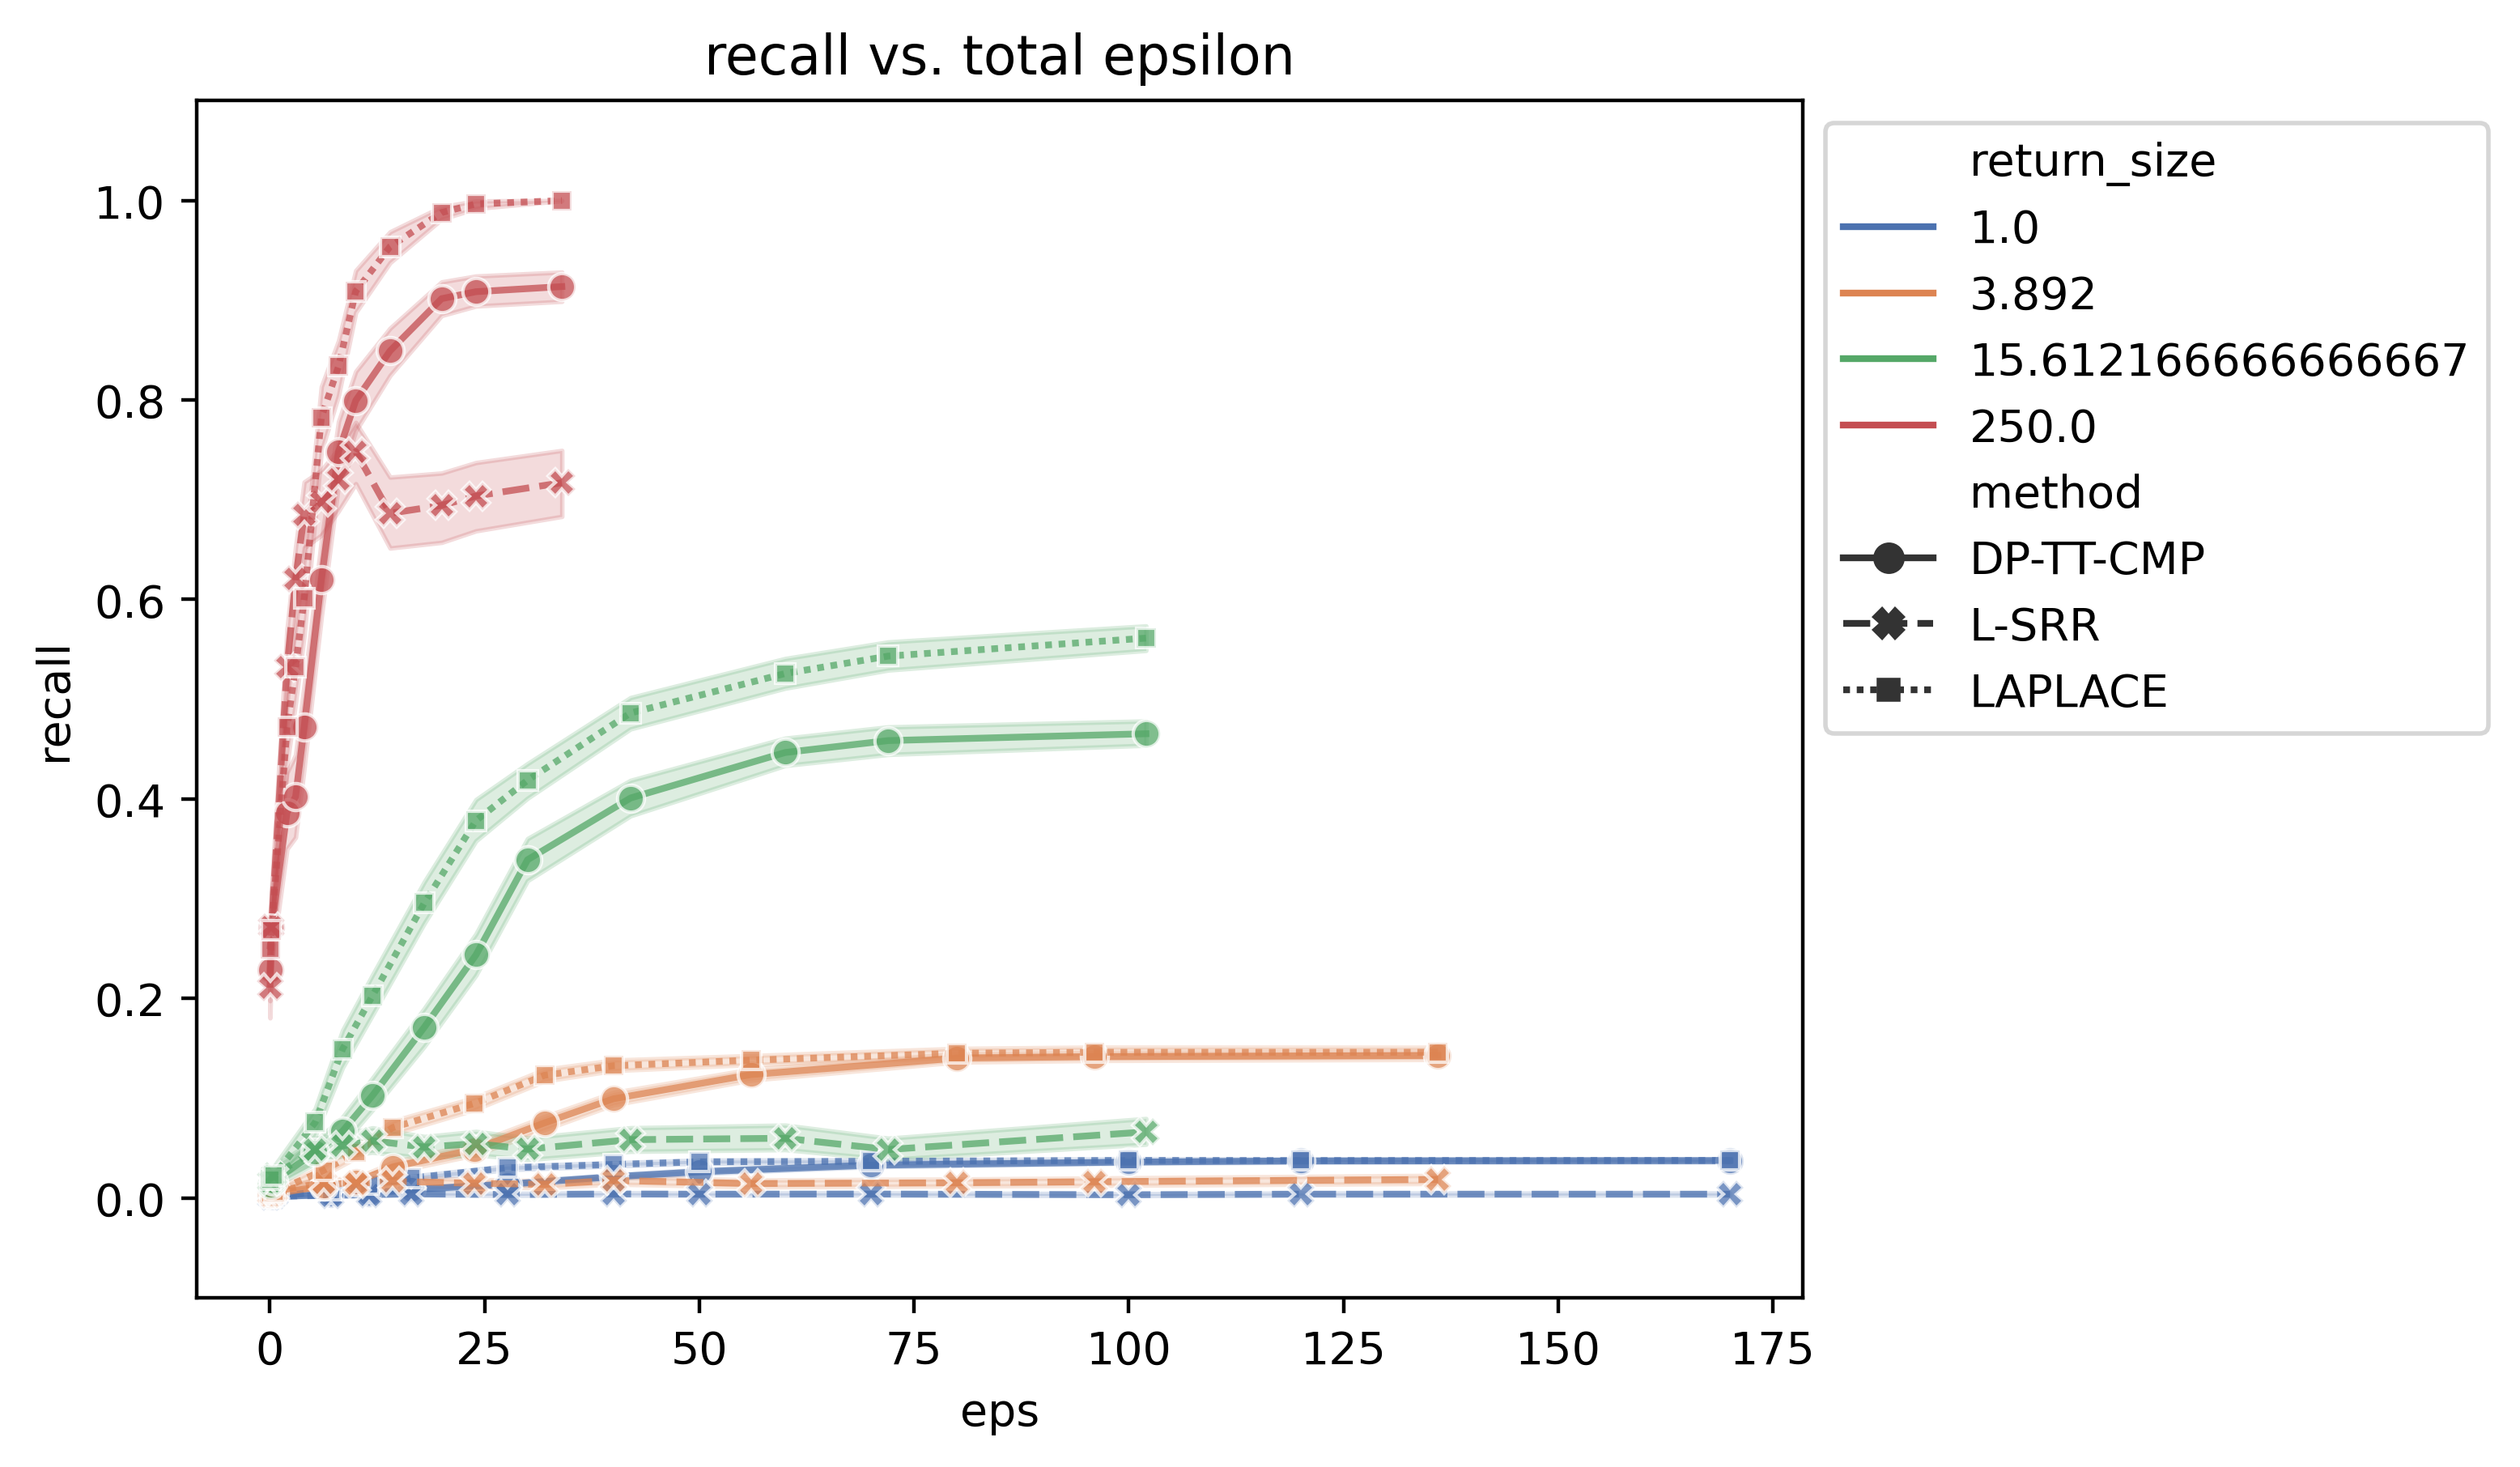 recall vs. total epsilon
1.0
0.8
0.6
0.4
0.2
0.0
recall
0 25 50 75 100 125 150 175
eps
return_size
1.0
3.892
15.612166666666667
250.0
method
DP-TT-CMP
L-SRR
LAPLACE